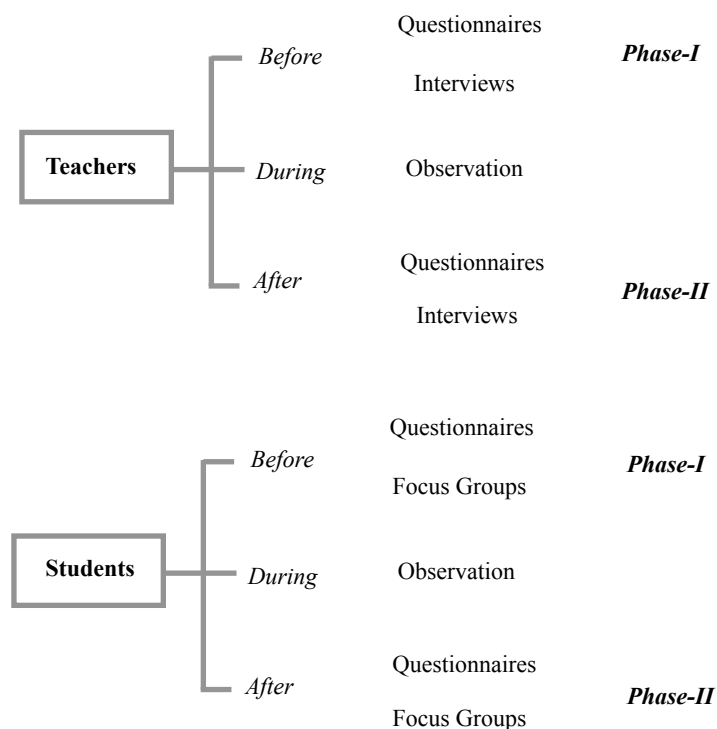 Questionnaires
Before
Phase-I
Interviews
Teachers
During
Observation
Questionnaires
After
Phase-II
Interviews
Questionnaires
Before
Phase-I
Focus Groups
Students
During
Observation
Questionnaires
After
Phase-II
Focus Groups